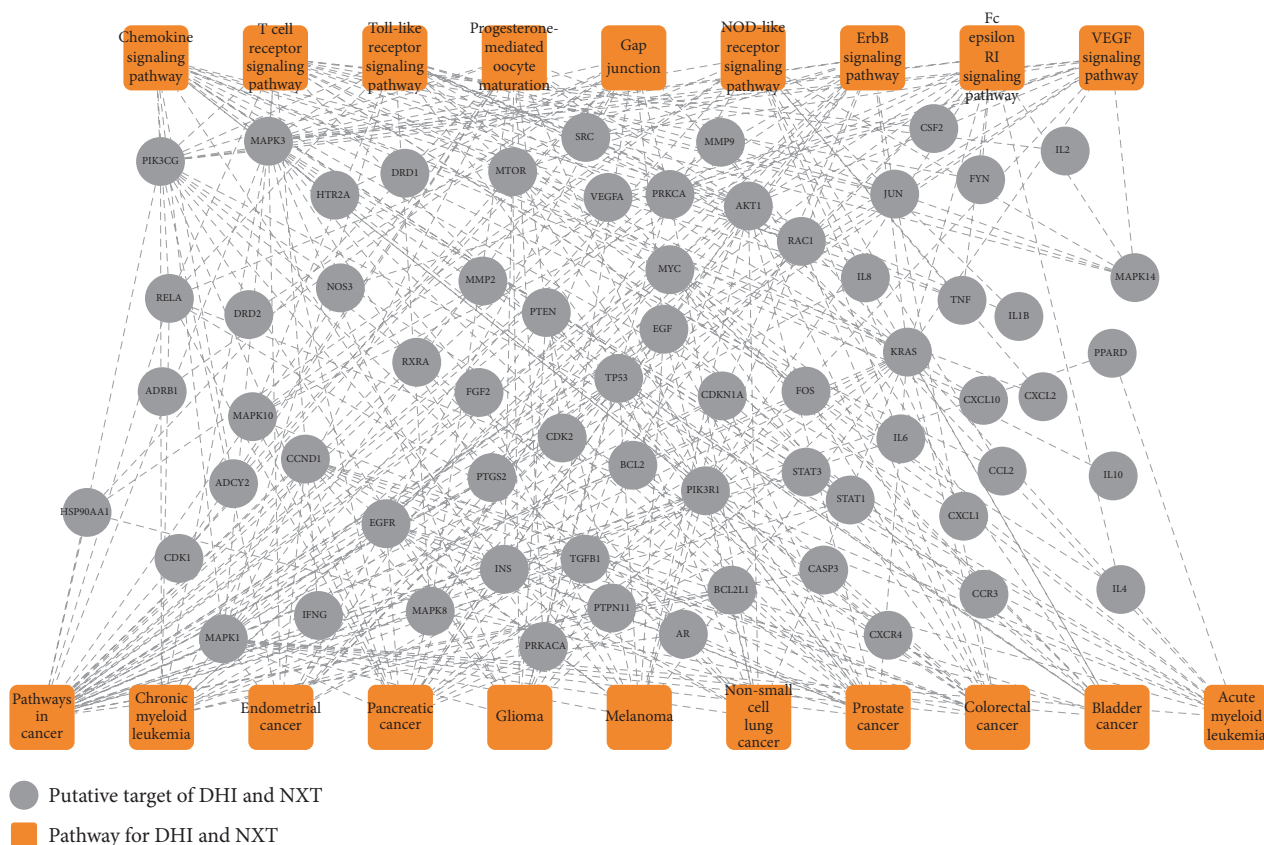 Chemokine
signaling
pathway
T cell
receptor
signaling
pathway
Toll-like
receptor
signaling
pathway
Progesterone-
mediated
oocyte
maturation
Gap
junction
NOD-like
receptor
signaling
pathway
ErbB
signaling
pathway
Fc
epsilon
RI
signaling
pathway
VEGF
signaling
pathway
CSF2
SRC
MAPK3
MMP9
IL2
PIK3CG
DRD1
MTOR
FYN
HTR2A
VEGFA
PRKCA
JUN
AKT1
RAC1
MYC
IL8
MAPK14
MMP2
NOS3
RELA
TNF
DRD2
PTEN
IL1B
EGF
KRAS
PPARD
RXRA
TP53
ADRB1
FGF2
CDKN1A
FOS
CXCL10
CXCL2
MAPK10
CDK2
IL6
CCND1
BCL2
STAT3
CCL2
IL10
ADCY2
PTGS2
PIK3R1
STAT1
HSP90AA1
CXCL1
EGFR
CDK1
TGFB1
INS
CASP3
BCL2L1
IL4
CCR3
PTPN11
MAPK8
IFNG
MAPK1
AR
CXCR4
PRKACA
Pathways
in
cancer
Chronic
myeloid
leukemia
Endometrial
cancer
Pancreatic
cancer
Glioma
Melanoma
Non-small
cell
lung
cancer
Prostate
cancer
Colorectal
cancer
Bladder
cancer
Acute
myeloid
leukemia
Putative target of DHI and NXT
Pathway for DHI and NXT